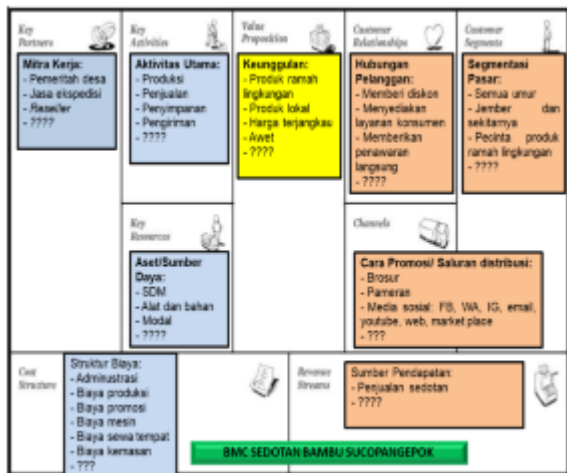 Key
Partners
Mitra Kerja:
- Pemeritah desa
- Jasa ekspedisi
- Reseller
- ????
Key
Activities
Aktivitas Utama:
- Produksi
- Penjualan
- Penyimpanan
- Pengiriman
- ????
Value
Proposition
Keunggulan:
- Produk ramah
lingkungan
- Produk lokal
- Harga terjangkau
- Awet
- ????
Customer
Relationships
Hubungan
Pelanggan:
- Memberi diskon
- Menyediakan
layanan konsumen
- Memberikan
penawaran
langsung
- ????
Customer
Segments
Segmentasi
Pasar:
- Semua umur
- Jember dan
sekitarnya
- Pecinta produk
ramah lingkungan
- ????
Key
Resources
Aset/Sumber
Daya:
- SDM
- Alat dan bahan
- Modal
- ????
Channels
Cara Promosi/ Saluran distribusi:
- Brosur
- Pameran
- Media sosial: FB, WA, IG, email,
youtube, web, market place
- ???
Cost
Structure
Struktur Biaya:
- Adminustrasi
- Biaya produksi
- Biaya promosi
- Biaya mesin
- Biaya sewa tempat
- Biaya kemasan
- ???
Revenue
Streams
Sumber Pendapatan:
- Penjualan sedotan
- ????
BMC SEDOTAN BAMBU SUCOPANGEPOK